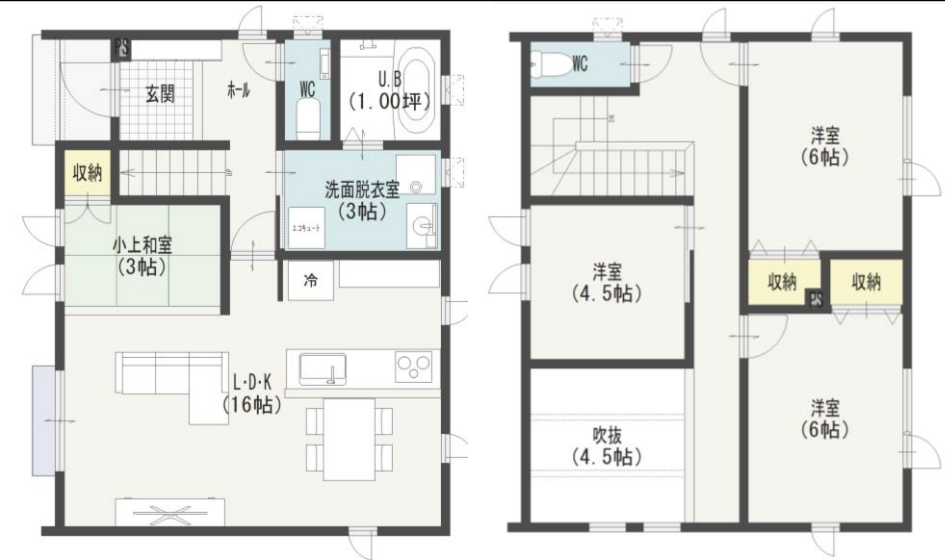 PS
玄関
ホール
WC
U.B
(1.00坪)
収納
UP
洗面脱衣室
(3帖)
エコキュート
小上和室
(3帖)
冷
L·D·K
(16帖)
WC
洋室
(6帖)
洋室
(4.5帖)
収納
PS
収納
吹抜
(4.5帖)
洋室
(6帖)